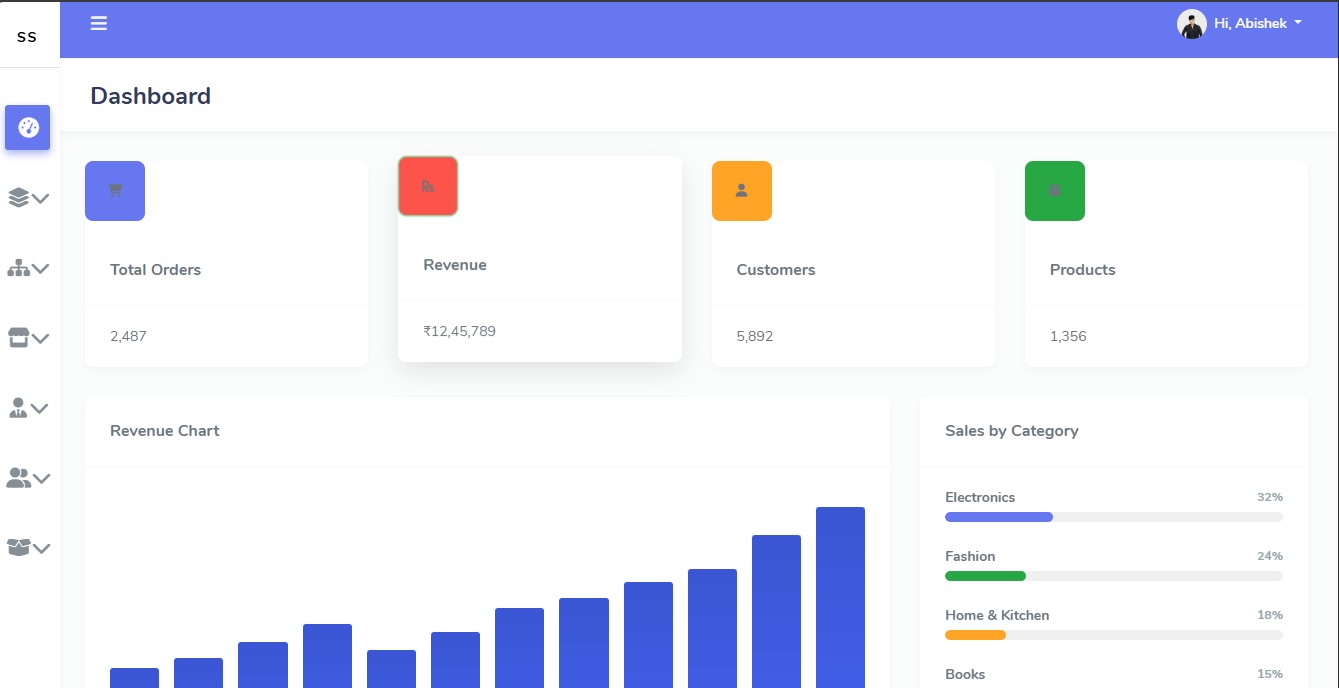 SS
Hi, Abishek
Dashboard
₨
Total Orders
2,487
Revenue
₹12,45,789
Customers
5,892
Products
1,356
Revenue Chart
Sales by Category
Electronics 32%
Fashion 24%
Home & Kitchen 18%
Books 15%